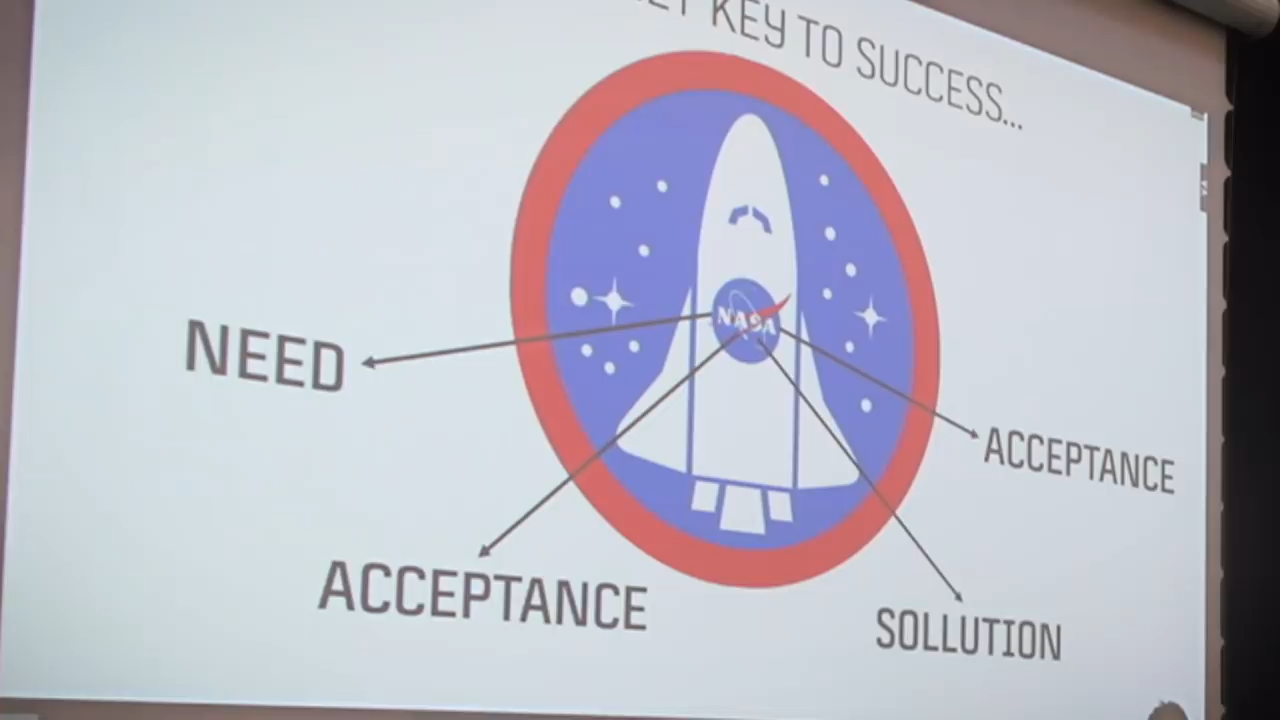 KEY TO SUCCESS...
NASA
NEED
ACCEPTANCE
ACCEPTANCE
SOLLUTION